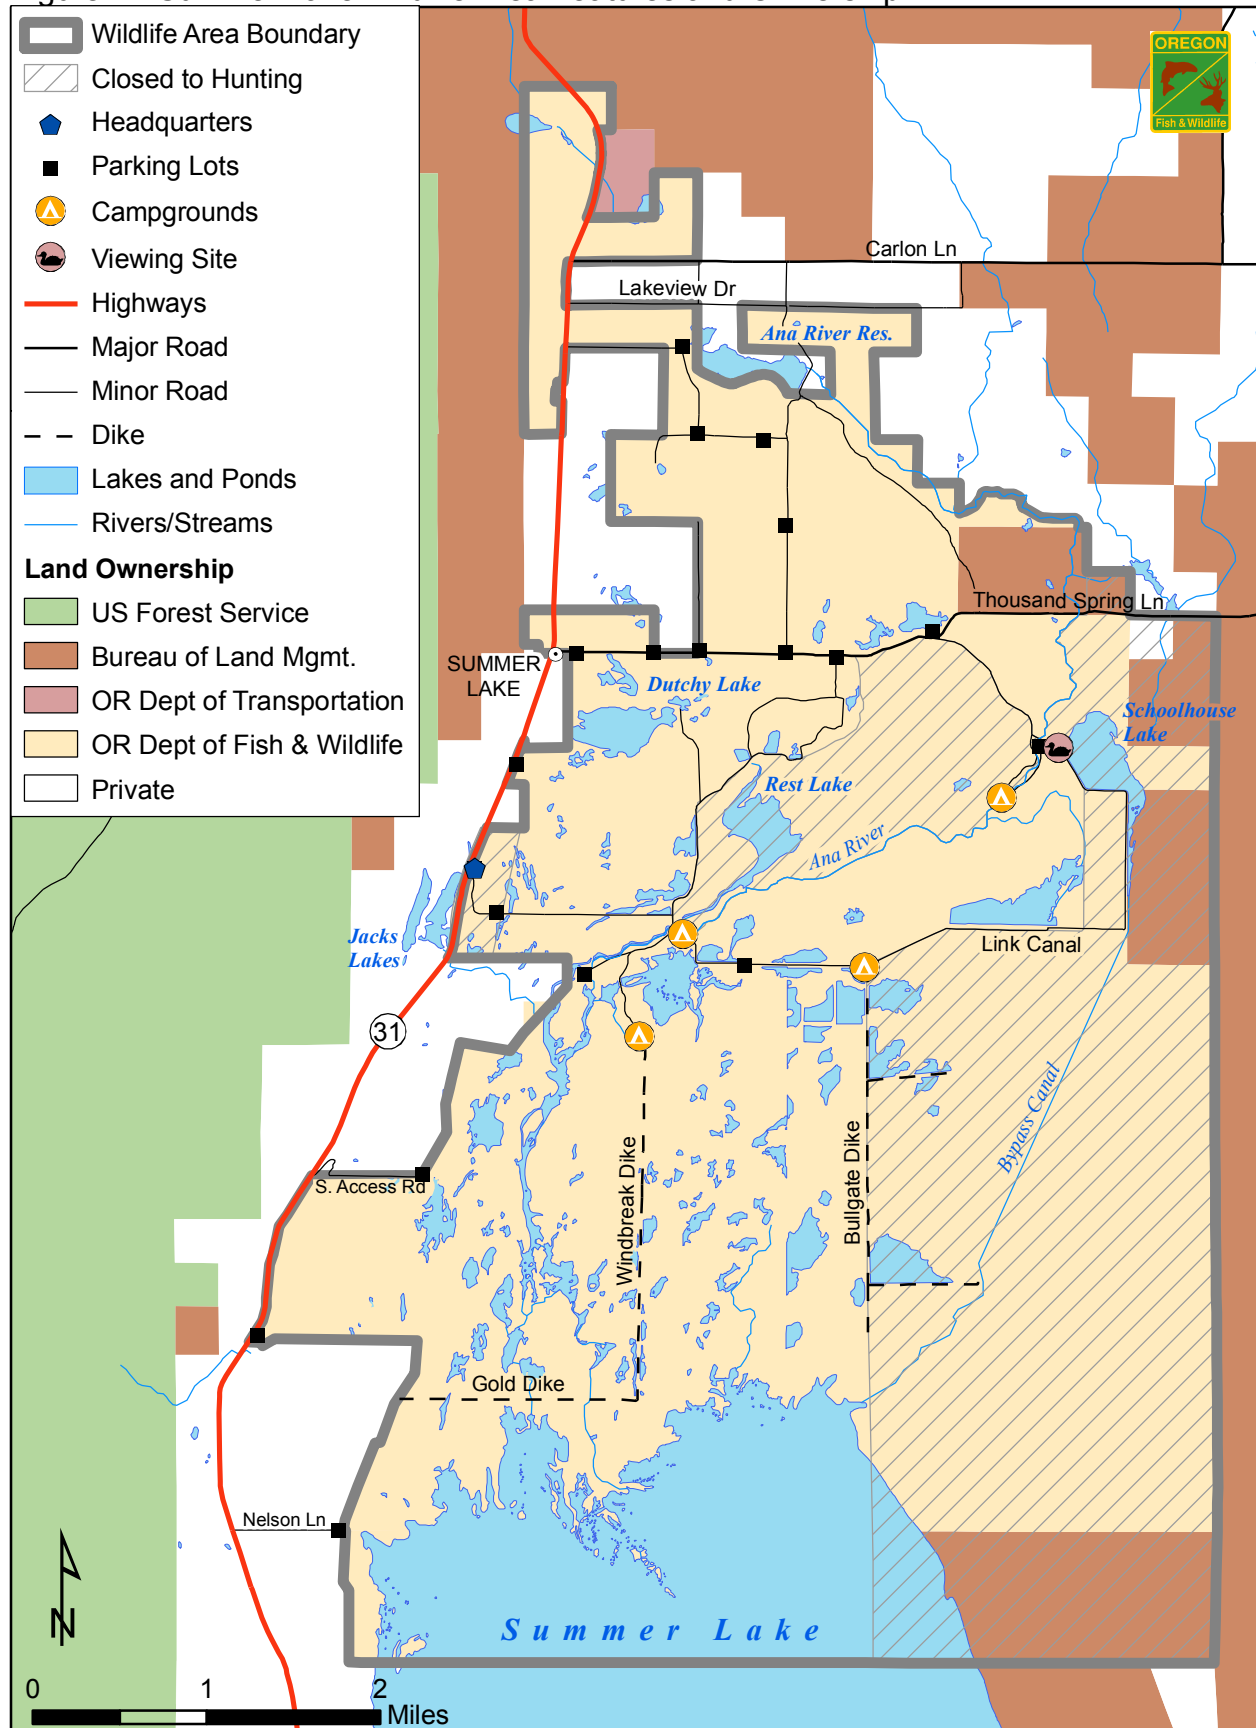 Wildlife Area Boundary
Closed to Hunting
Headquarters
Parking Lots
Campgrounds
Viewing Site
Highways
Major Road
Minor Road
Dike
Lakes and Ponds
Rivers/Streams
Land Ownership
US Forest Service
Bureau of Land Mgmt.
OR Dept of Transportation
OR Dept of Fish & Wildlife
Private
OREGON
Fish & Wildlife
Carlon Ln
Lakeview Dr
Ana River Res.
Thousand Spring Ln
SUMMER
LAKE
Dutchy Lake
Schoolhouse
Lake
Rest Lake
Ana River
Jacks
Lakes
Link Canal
31
Bypass Canal
S. Access Rd
Windbreak Dike
Bullgate Dike
Gold Dike
Nelson Ln
N
Summer Lake
0 1 2
Miles